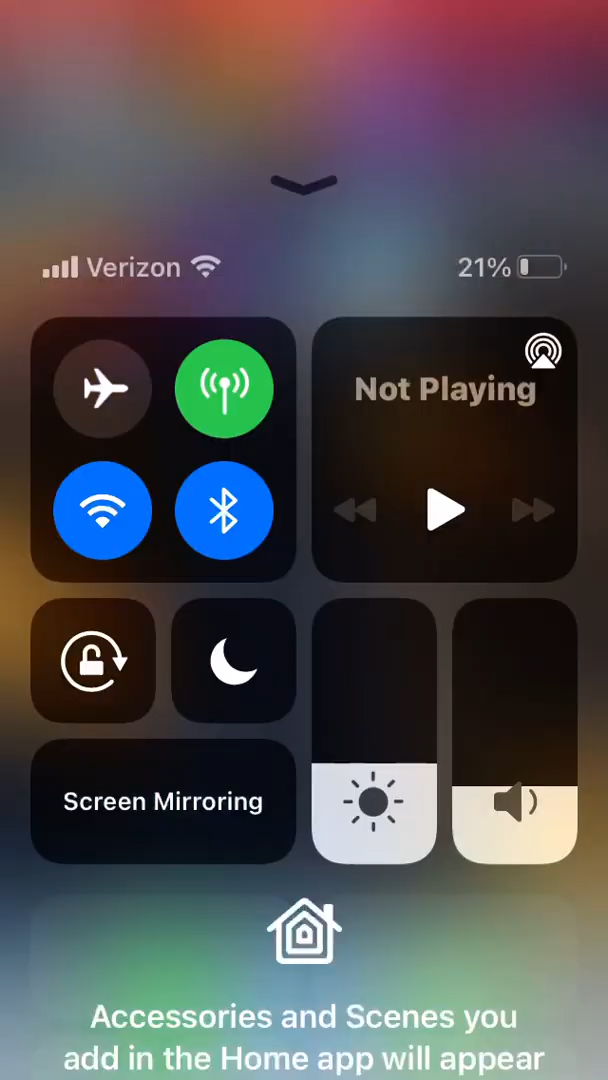 Verizon
21%
Not Playing
Screen Mirroring
Accessories and Scenes you
add in the Home app will appear